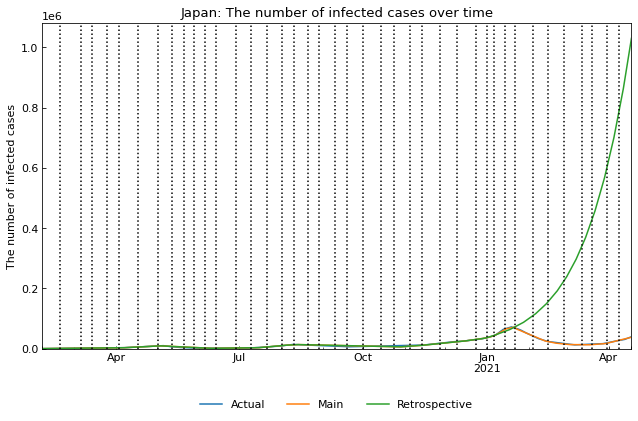 Japan: The number of infected cases over time
1e6
The number of infected cases
1.0
0.8
0.6
0.4
0.2
0.0
Apr Jul Oct Jan Apr
2021
Actual Main Retrospective